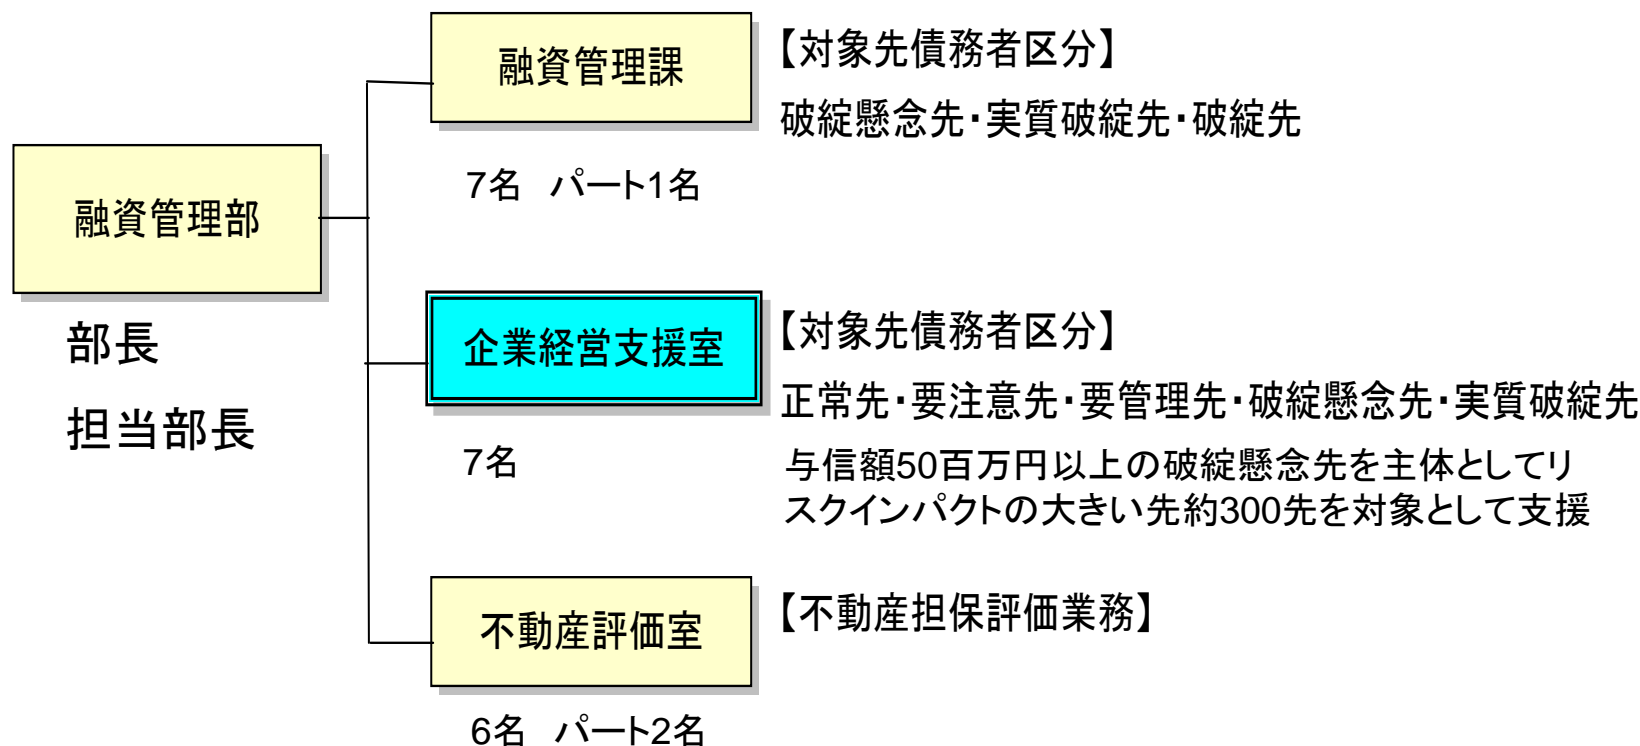 融資管理部
部長
担当部長
融資管理課
7名　パート1名
【対象先債務者区分】
破綻懸念先・実質破綻先・破綻先
企業経営支援室
7名
【対象先債務者区分】
正常先・要注意先・要管理先・破綻懸念先・実質破綻先
与信額50百万円以上の破綻懸念先を主体としてリ
スクインパクトの大きい先約300先を対象として支援
不動産評価室
6名　パート2名
【不動産担保評価業務】